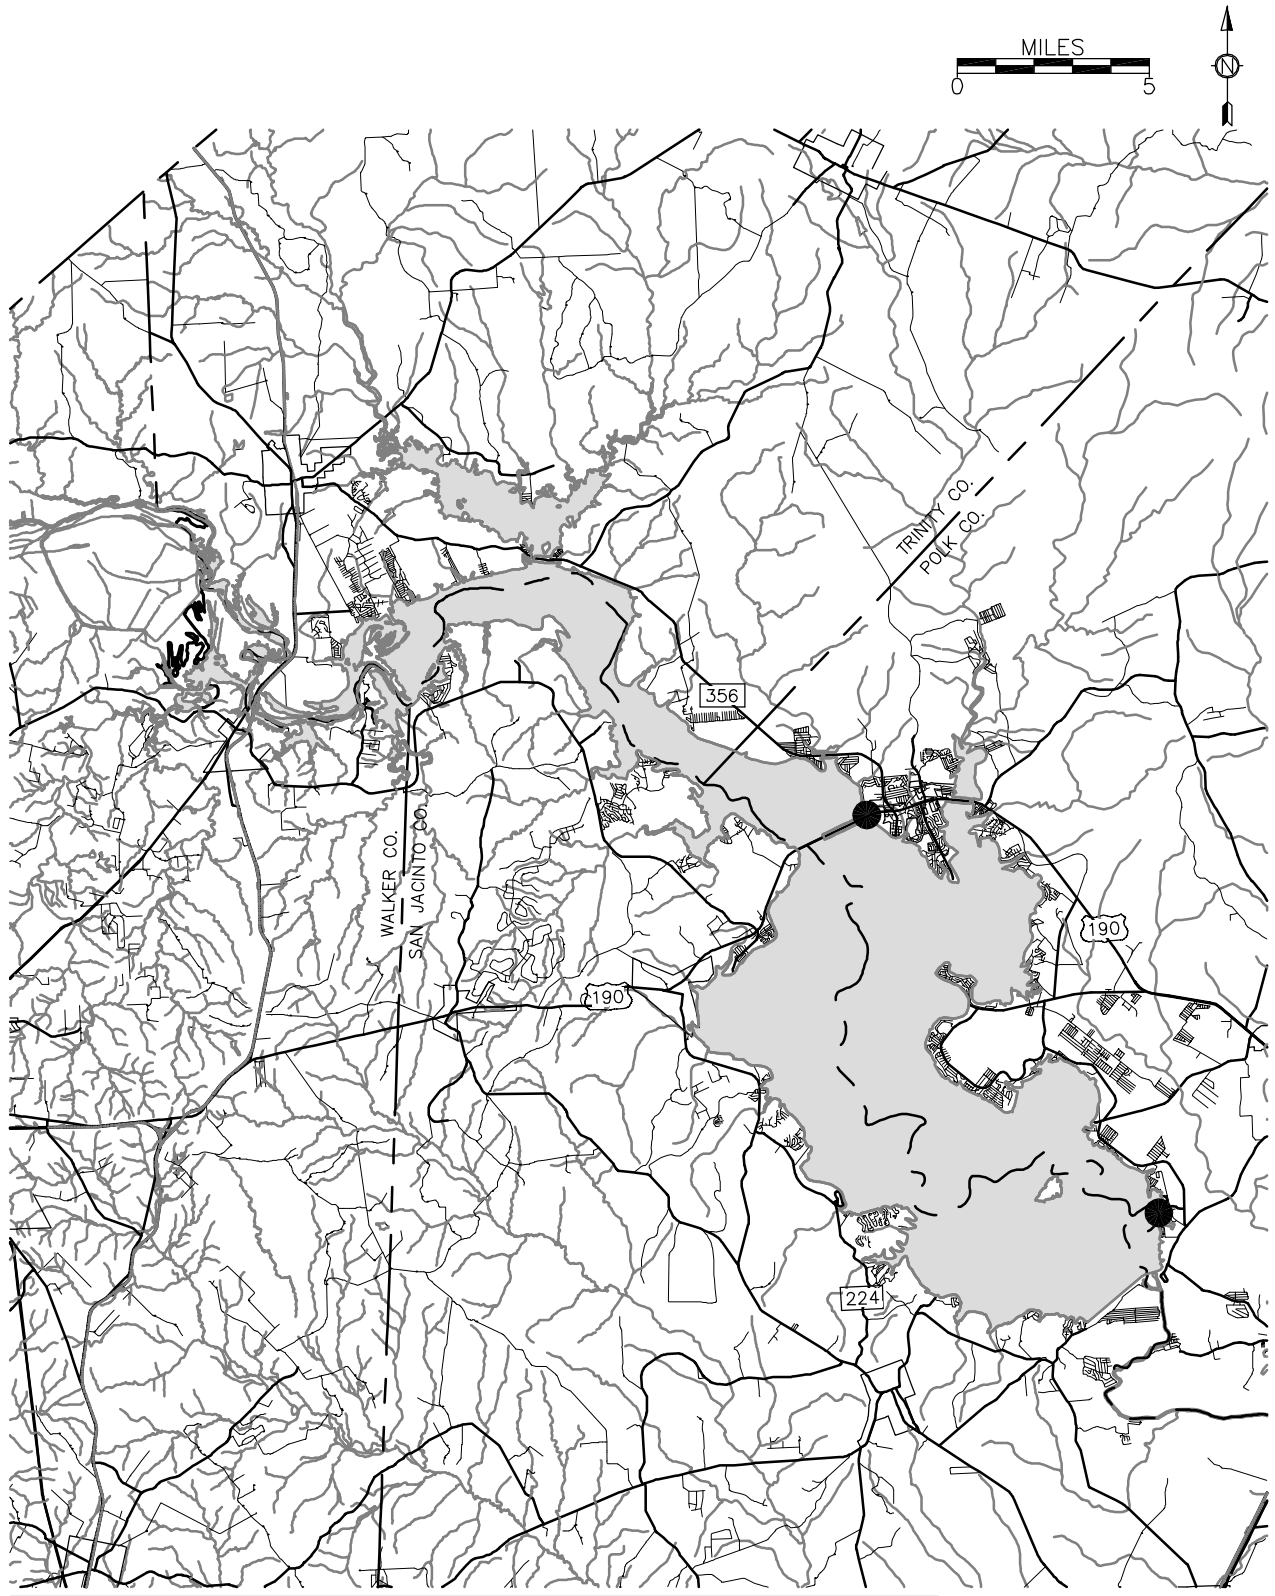 MILES
N
0 5
TRINITY CO.
POLK CO.
356
WALKER CO.
SAN JACINTO CO.
190
190
224